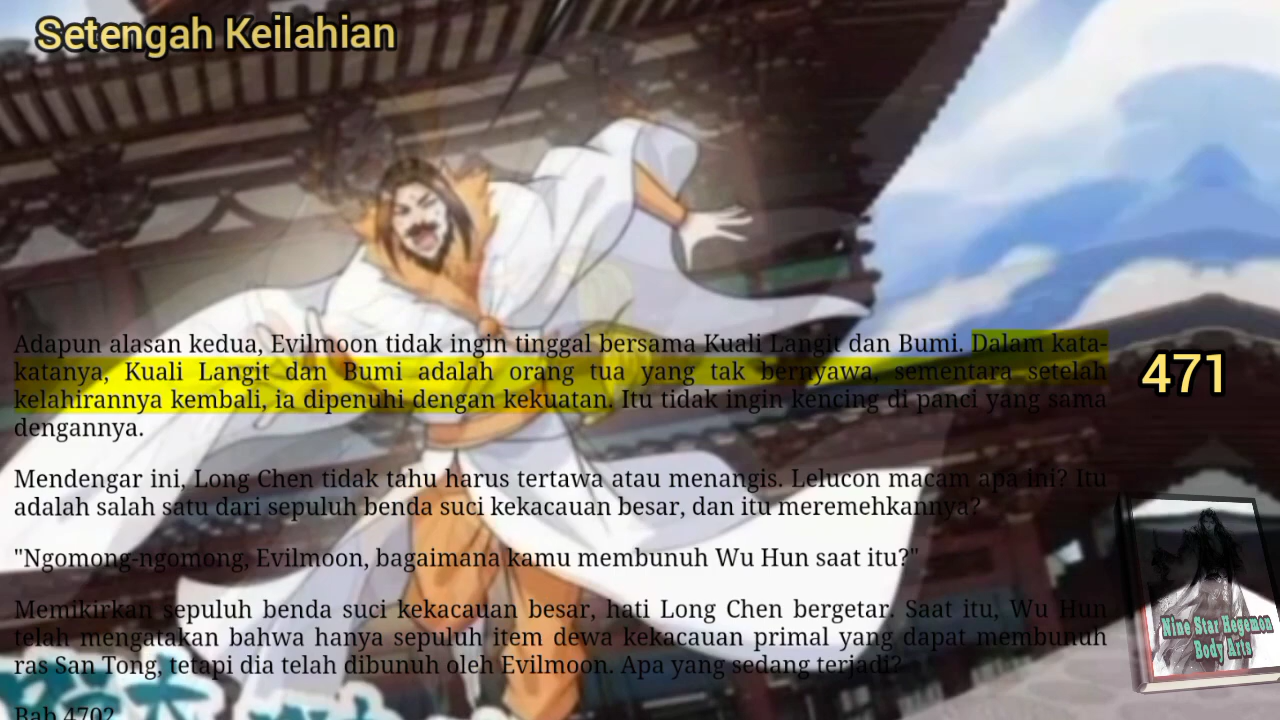 Setengah Keilahian
Adapun alasan kedua, Evilmoon tidak ingin tinggal bersama Kuali Langit dan Bumi. Dalam kata-
katanya, Kuali Langit dan Bumi adalah orang tua yang tak bernyawa, sementara setelah
kelahirannya kembali, ia dipenuhi dengan kekuatan. Itu tidak ingin kencing di panci yang sama
dengannya.
Mendengar ini, Long Chen tidak tahu harus tertawa atau menangis. Lelucon macam apa ini? Itu
adalah salah satu dari sepuluh benda suci kekacauan besar, dan itu meremehkannya?
"Ngomong-ngomong, Evilmoon, bagaimana kamu membunuh Wu Hun saat itu?"
Memikirkan sepuluh benda suci kekacauan besar, hati Long Chen bergetar. Saat itu, Wu Hun
telah mengatakan bahwa hanya sepuluh item dewa kekacauan primal yang dapat membunuh
ras San Tong, tetapi dia telah dibunuh oleh Evilmoon. Apa yang sedang terjadi?
Bab 4702
471
Nine Star Hegemon
Body Arts